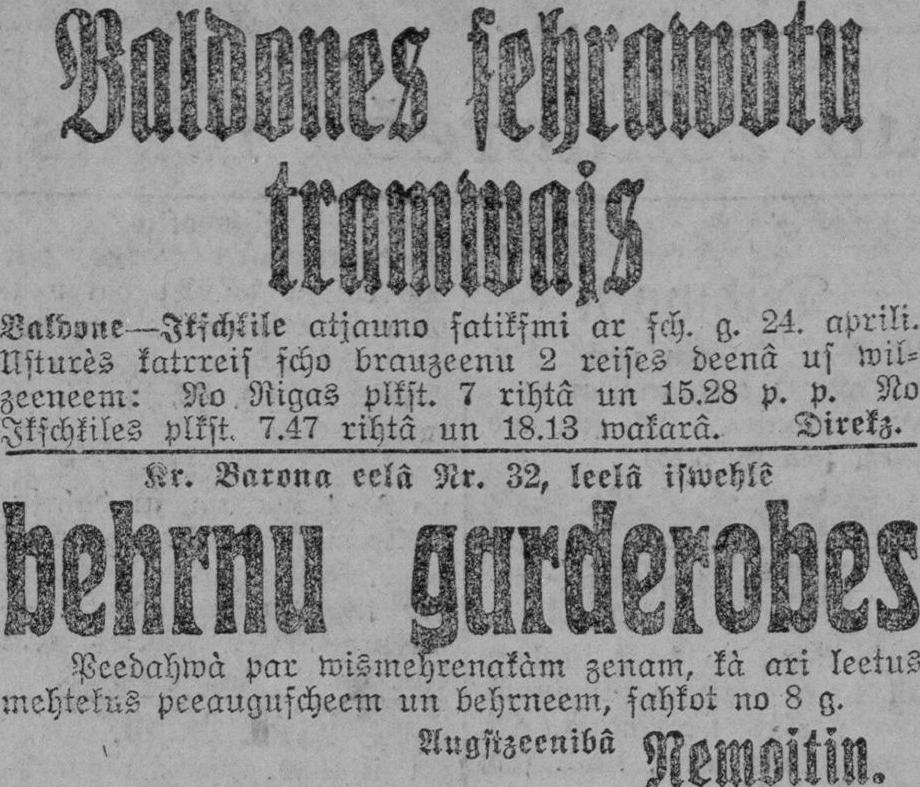 Baldones sehrawotu
tramwajs
Baldone—Ikschkile atjauno satiksmi ar sch. g. 24. aprili.
Usturès katrreis scho brauzeenu 2 reises deenâ us wil-
zeeneem: No Rigas plkst. 7 rihtâ un 15.28 p. p. No
Ikschkiles plkst. 7.47 rihtâ un 18.13 wakarâ. Direkz.
Kr. Barona eelâ Nr. 32, leelâ iswehlê
behrnu garderobes
Peedahwà par wismehrenakàm zenam, kà ari leetus
mehtelus peeauguscheem un behrneem, sahkot no 8 g.
Augstzeenibâ Nemoitin.